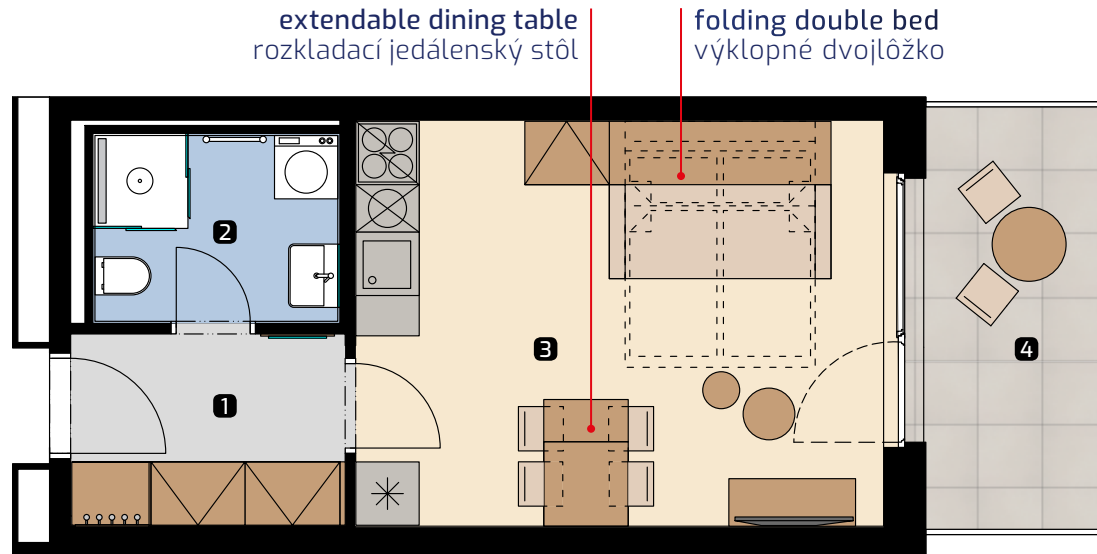 extendable dining table
rozkladací jedálenský stôl
folding double bed
výklopné dvojlôžko
2
3
4
1